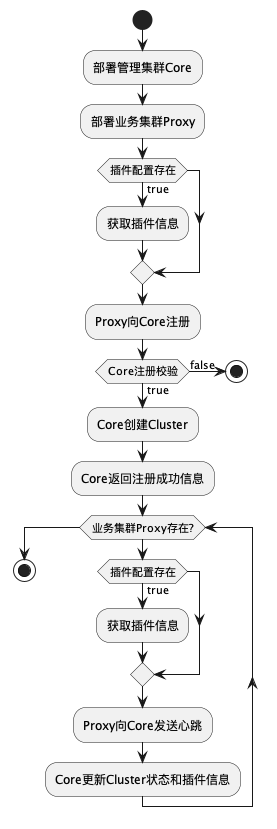 部署管理集群Core
部署业务集群Proxy
插件配置存在
true
获取插件信息
Proxy向Core注册
Core注册校验
false
true
Core创建Cluster
Core返回注册成功信息
业务集群Proxy存在?
插件配置存在
true
获取插件信息
Proxy向Core发送心跳
Core更新Cluster状态和插件信息